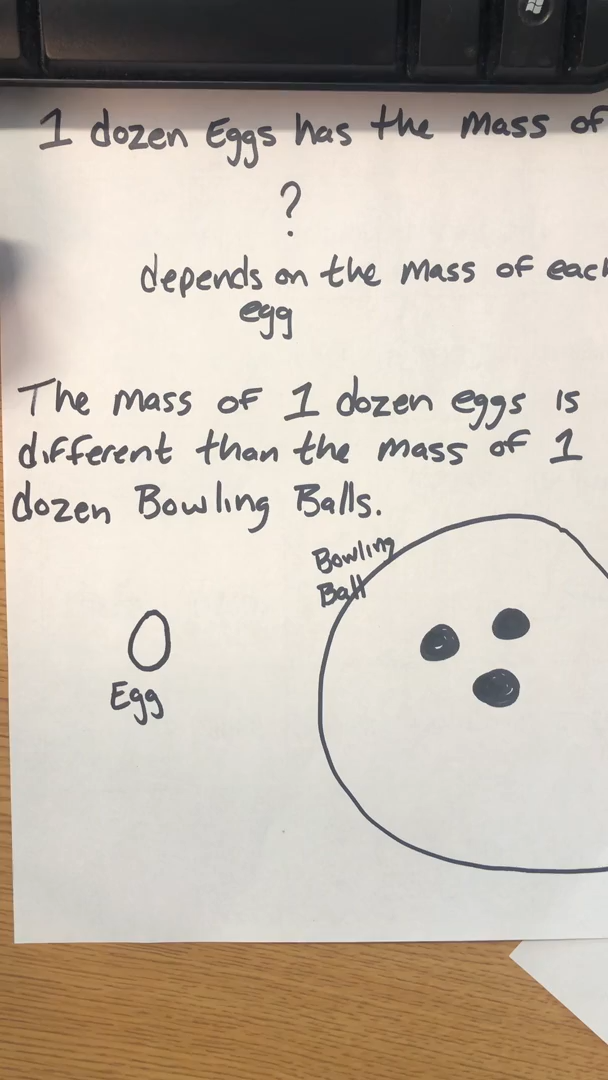 1 dozen Eggs has the mass of
?
depends on the mass of each
egg
The mass of 1 dozen eggs is
different than the mass of 1
dozen Bowling Balls.
Bowling
Ball
Egg